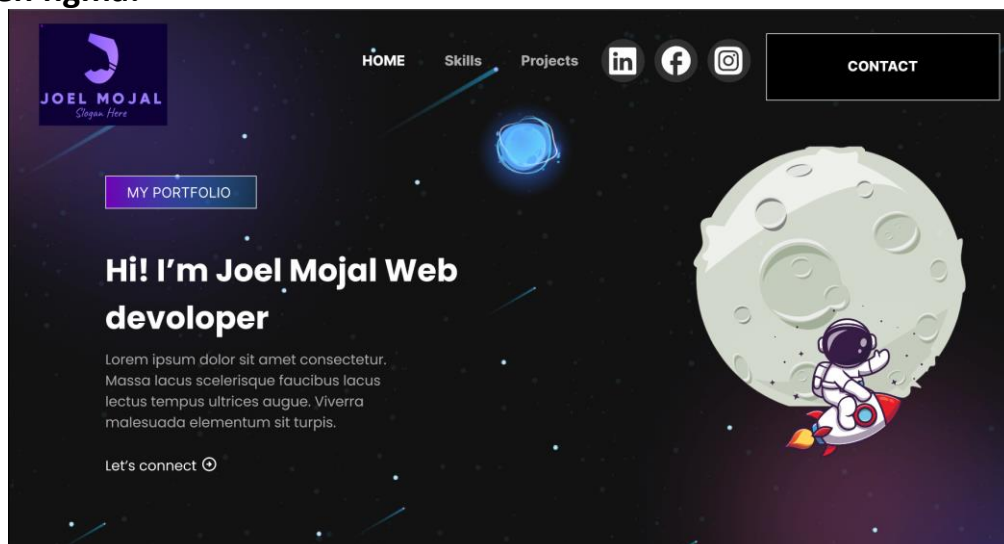 HOME
Skills
Projects
in
f
CONTACT
JOEL MOJAL
Slogan Here
MY PORTFOLIO
Hi! I’m Joel Mojal Web
devoloper
Lorem ipsum dolor sit amet consectetur.
Massa lacus scelerisque faucibus lacus
lectus tempus ultrices augue. Viverra
malesuada elementum sit turpis.
Let’s connect